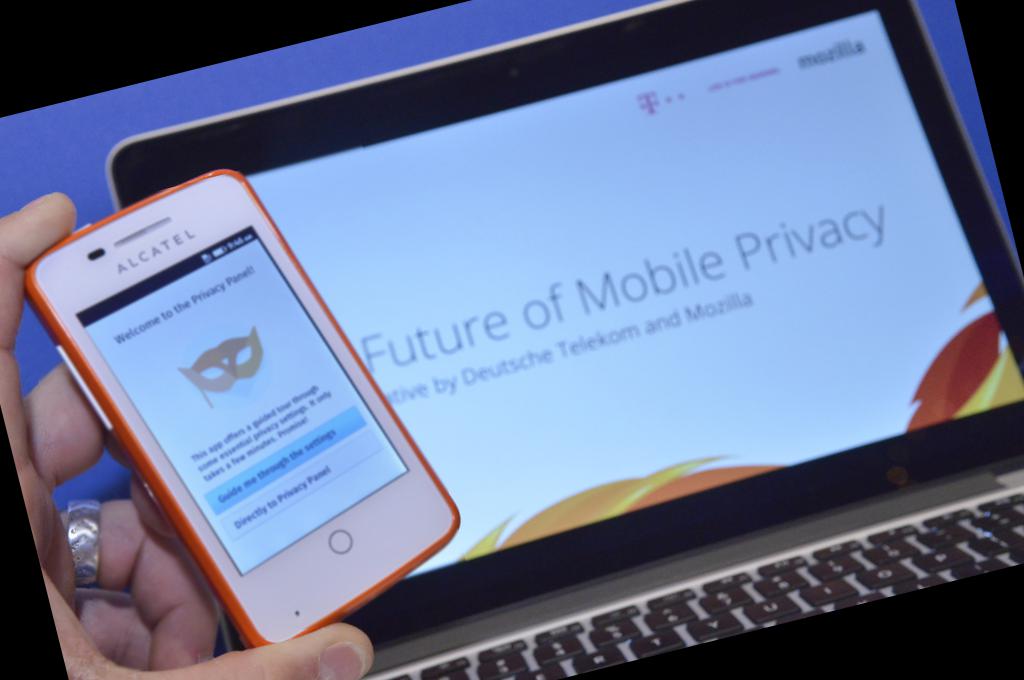 ALCATEL
Welcome to the Privacy Panel!
This app offers a guided tour through
some essential privacy settings. It only
takes a few minutes. Promise!
Guide me through the settings
Directly to Privacy Panel
T
mozilla
Future of Mobile Privacy
ative by Deutsche Telekom and Mozilla